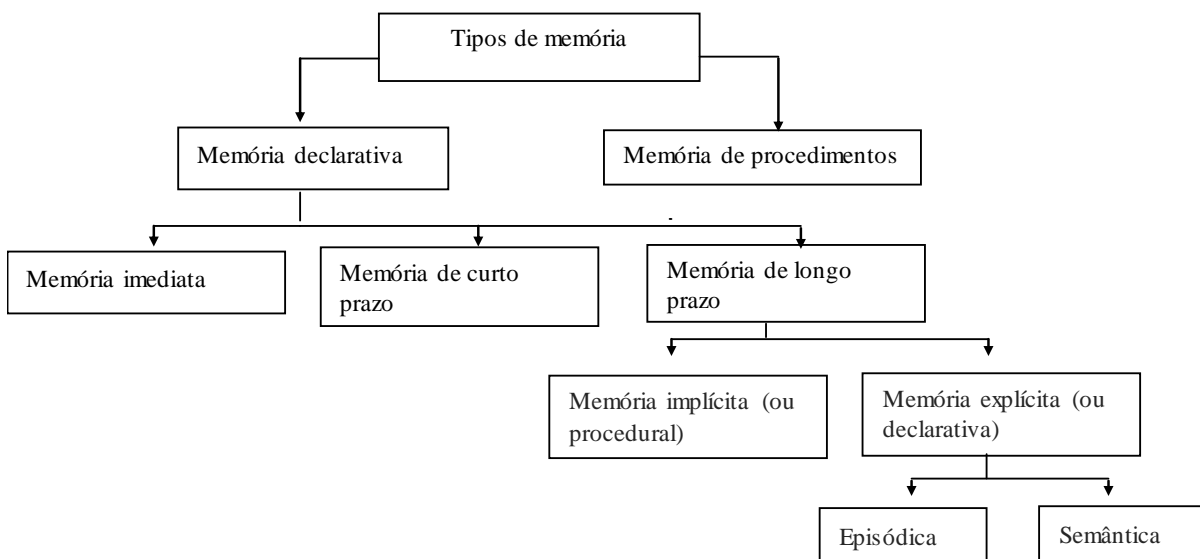 Tipos de memória
Memória declarativa
Memória de procedimentos
Memória imediata
Memória de curto
prazo
Memória de longo
prazo
Memória implícita (ou
procedural)
Memória explícita (ou
declarativa)
Episódica
Semântica